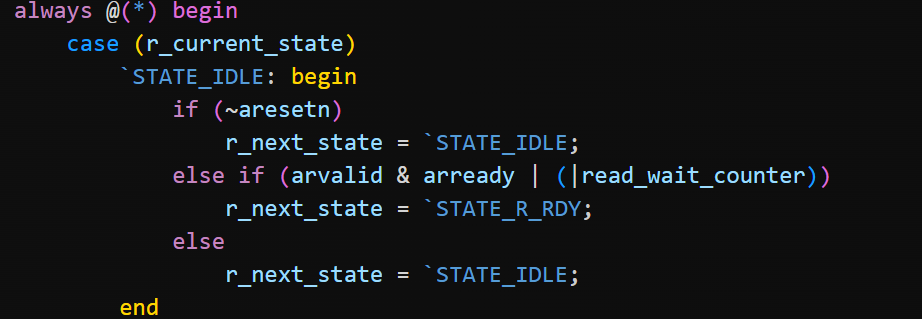 always @(*) begin
    case (r_current_state)
        `STATE_IDLE: begin
            if (~aresetn)
                r_next_state = `STATE_IDLE;
            else if (arvalid & arready | (|read_wait_counter))
                r_next_state = `STATE_R_RDY;
            else
                r_next_state = `STATE_IDLE;
        end